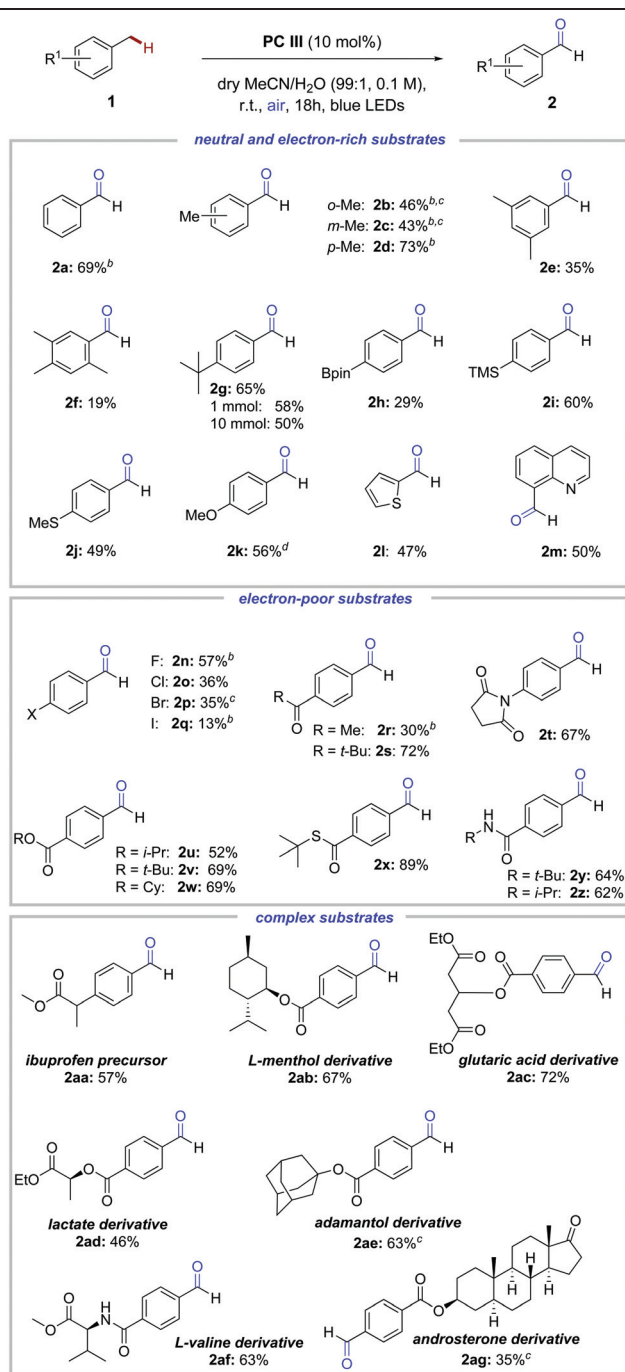 R¹
H
1
PC III (10 mol%)
dry MeCN/H₂O (99:1, 0.1 M),
r.t., air, 18h, blue LEDs
R¹
O
H
2
neutral and electron-rich substrates
O
H
2a: 69%ᵇ
Me
O
H
o-Me: 2b: 46%ᵇ,ᶜ
m-Me: 2c: 43%ᵇ,ᶜ
p-Me: 2d: 73%ᵇ
O
H
2e: 35%
O
H
2f: 19%
O
H
2g: 65%
1 mmol: 58%
10 mmol: 50%
O
H
Bpin
2h: 29%
O
H
TMS
2i: 60%
O
H
MeS
2j: 49%
O
H
MeO
2k: 56%ᵈ
O
H
S
2l: 47%
N
O
H
2m: 50%
electron-poor substrates
O
H
X
F: 2n: 57%ᵇ
Cl: 2o: 36%
Br: 2p: 35%ᶜ
I: 2q: 13%ᵇ
O
H
R
O
R = Me: 2r: 30%ᵇ
R = t-Bu: 2s: 72%
O
H
O
N
O
2t: 67%
O
H
RO
O
R = i-Pr: 2u: 52%
R = t-Bu: 2v: 69%
R = Cy: 2w: 69%
O
H
S
O
2x: 89%
O
H
H
N
R
O
R = t-Bu: 2y: 64%
R = i-Pr: 2z: 62%
complex substrates
O
H
O
O
ibuprofen precursor
2aa: 57%
O
H
O
O
L-menthol derivative
2ab: 67%
EtO
O
O
O
H
O
O
EtO
glutaric acid derivative
2ac: 72%
O
H
O
EtO
O
O
lactate derivative
2ad: 46%
O
H
O
O
adamantol derivative
2ae: 63%ᶜ
O
H
O
H
O
N
O
L-valine derivative
2af: 63%
O
H
H
H
H
O
O
O
H
androsterone derivative
2ag: 35%ᶜ